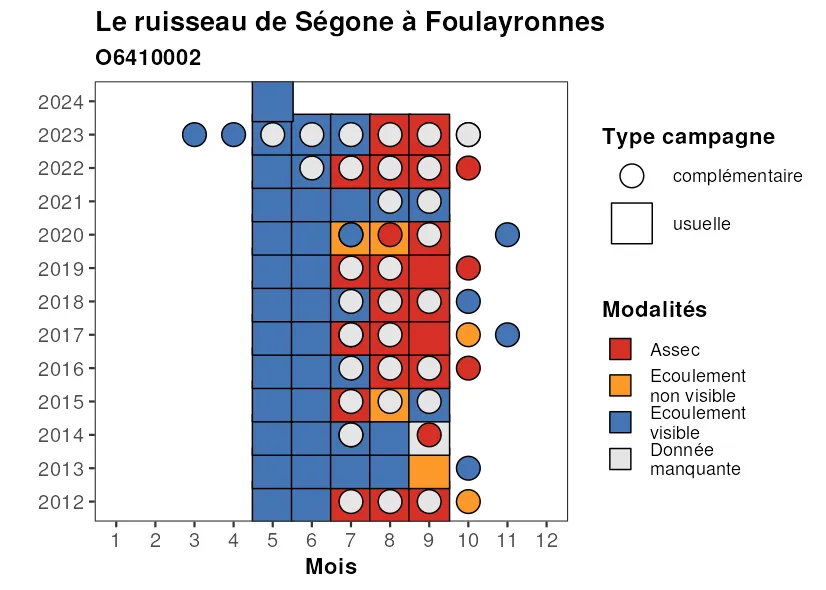 Le ruisseau de Ségone à Foulayronnes
O6410002
2024
2023
2022
2021
2020
2019
2018
2017
2016
2015
2014
2013
2012
1 2 3 4 5 6 7 8 9 10 11 12
Mois
Type campagne
complémentaire
usuelle
Modalités
Assec
Ecoulement
non visible
Ecoulement
visible
Donnée
manquante